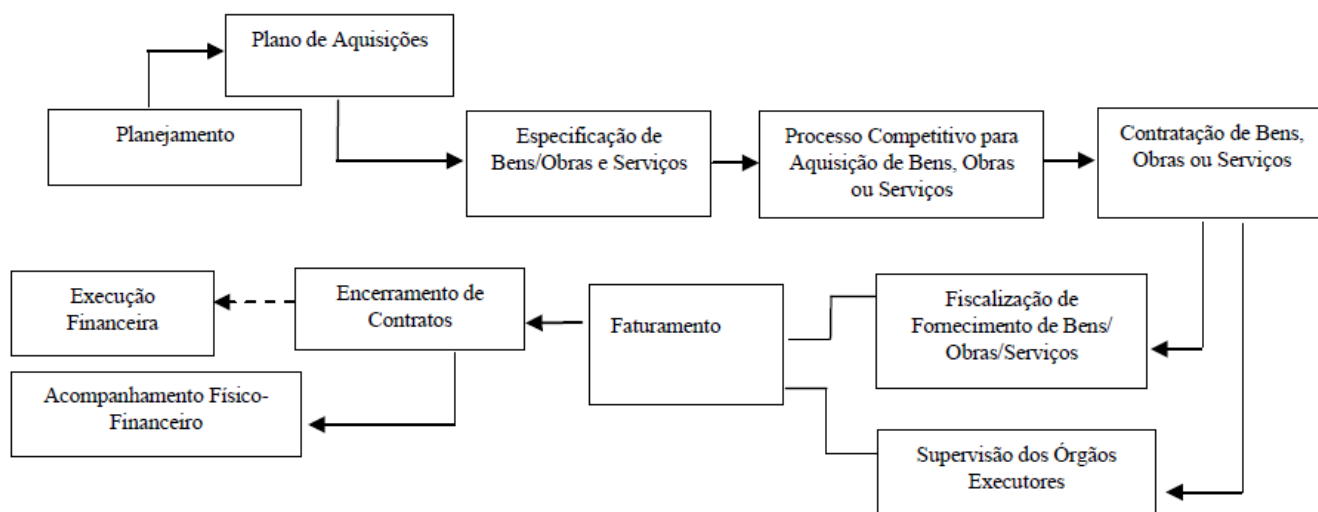 Plano de Aquisições
Planejamento
Especificação de
Bens/Obras e Serviços
Processo Competitivo para
Aquisição de Bens, Obras
ou Serviços
Contratação de Bens,
Obras ou Serviços
Execução
Financeira
Encerramento de
Contratos
Faturamento
Fiscalização de
Fornecimento de Bens/
Obras/Serviços
Acompanhamento Físico-
Financeiro
Supervisão dos Órgãos
Executores